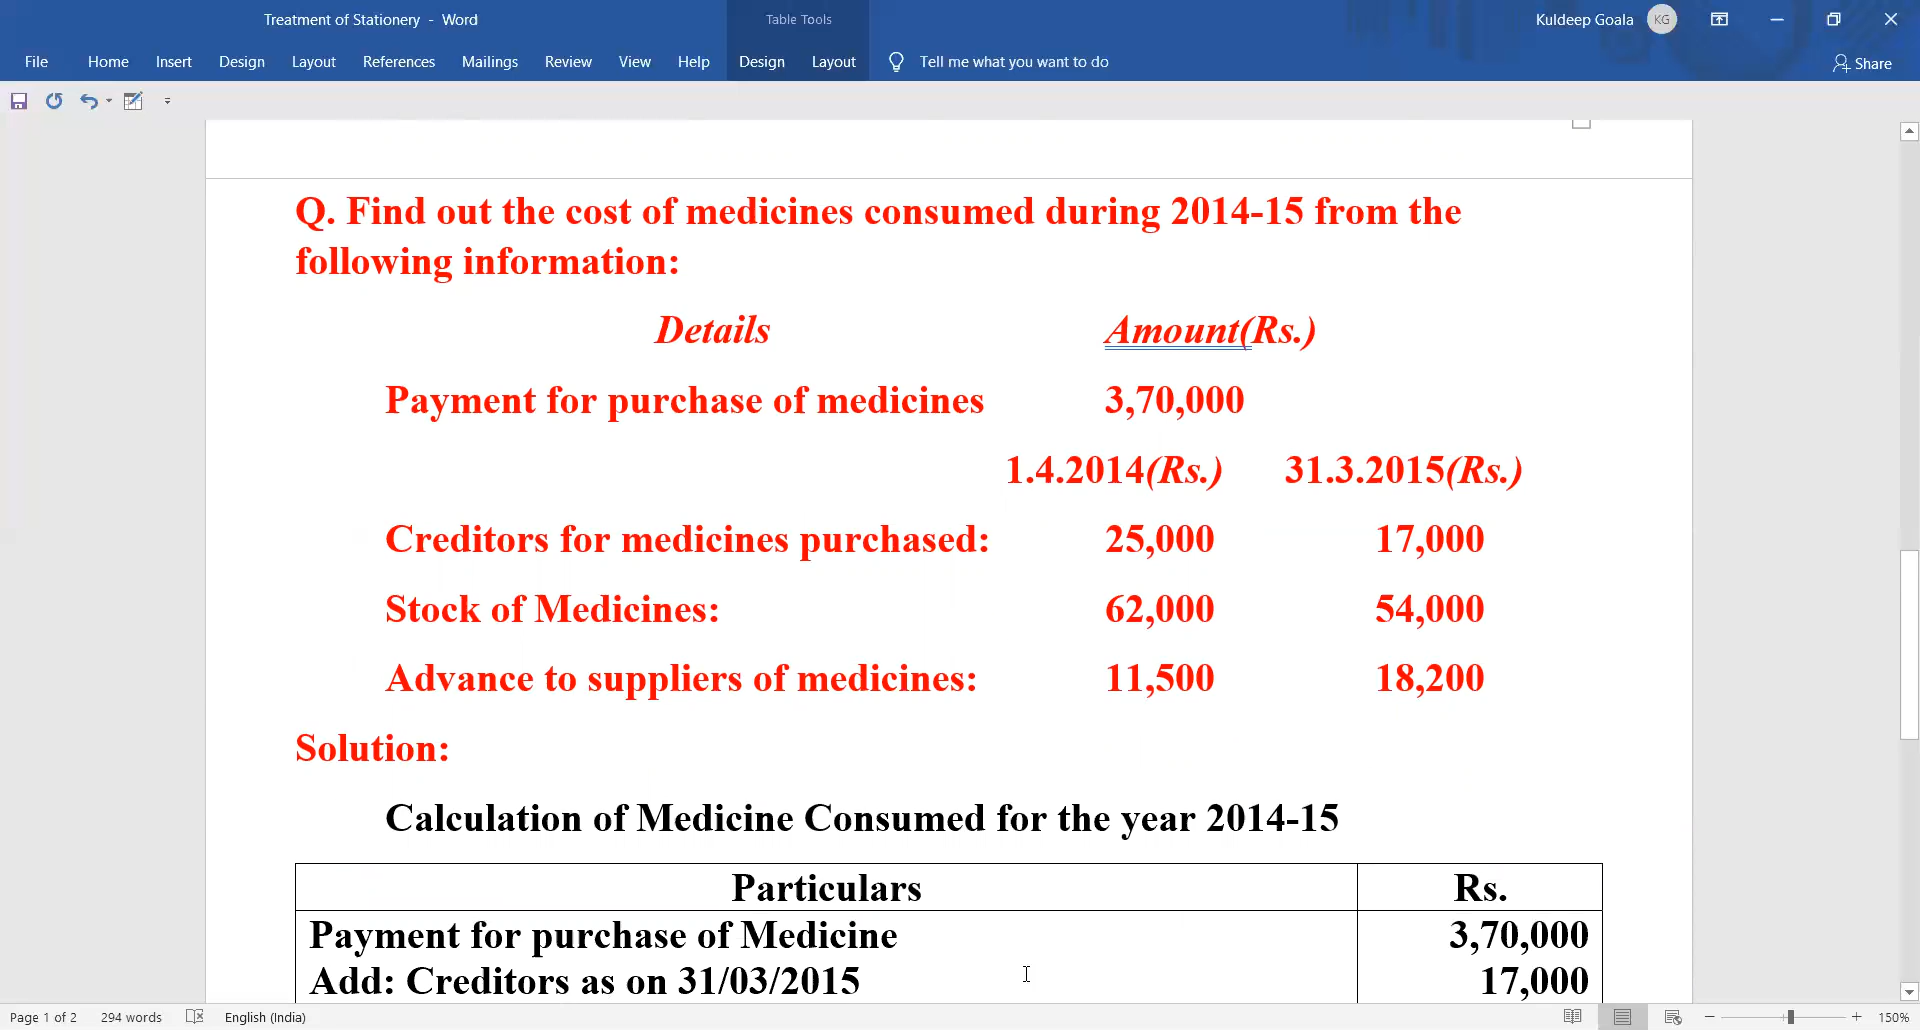 Treatment of Stationery - Word
Table Tools
Kuldeep Goala
KG
File Home Insert Design Layout References Mailings Review View Help Design Layout Tell me what you want to do
Share
Q. Find out the cost of medicines consumed during 2014-15 from the
following information:
Details Amount(Rs.)
Payment for purchase of medicines 3,70,000
1.4.2014(Rs.) 31.3.2015(Rs.)
Creditors for medicines purchased: 25,000 17,000
Stock of Medicines: 62,000 54,000
Advance to suppliers of medicines: 11,500 18,200
Solution:
Calculation of Medicine Consumed for the year 2014-15
Particulars Rs.
Payment for purchase of Medicine 3,70,000
Add: Creditors as on 31/03/2015 17,000
Page 1 of 2 294 words English (India) 150%